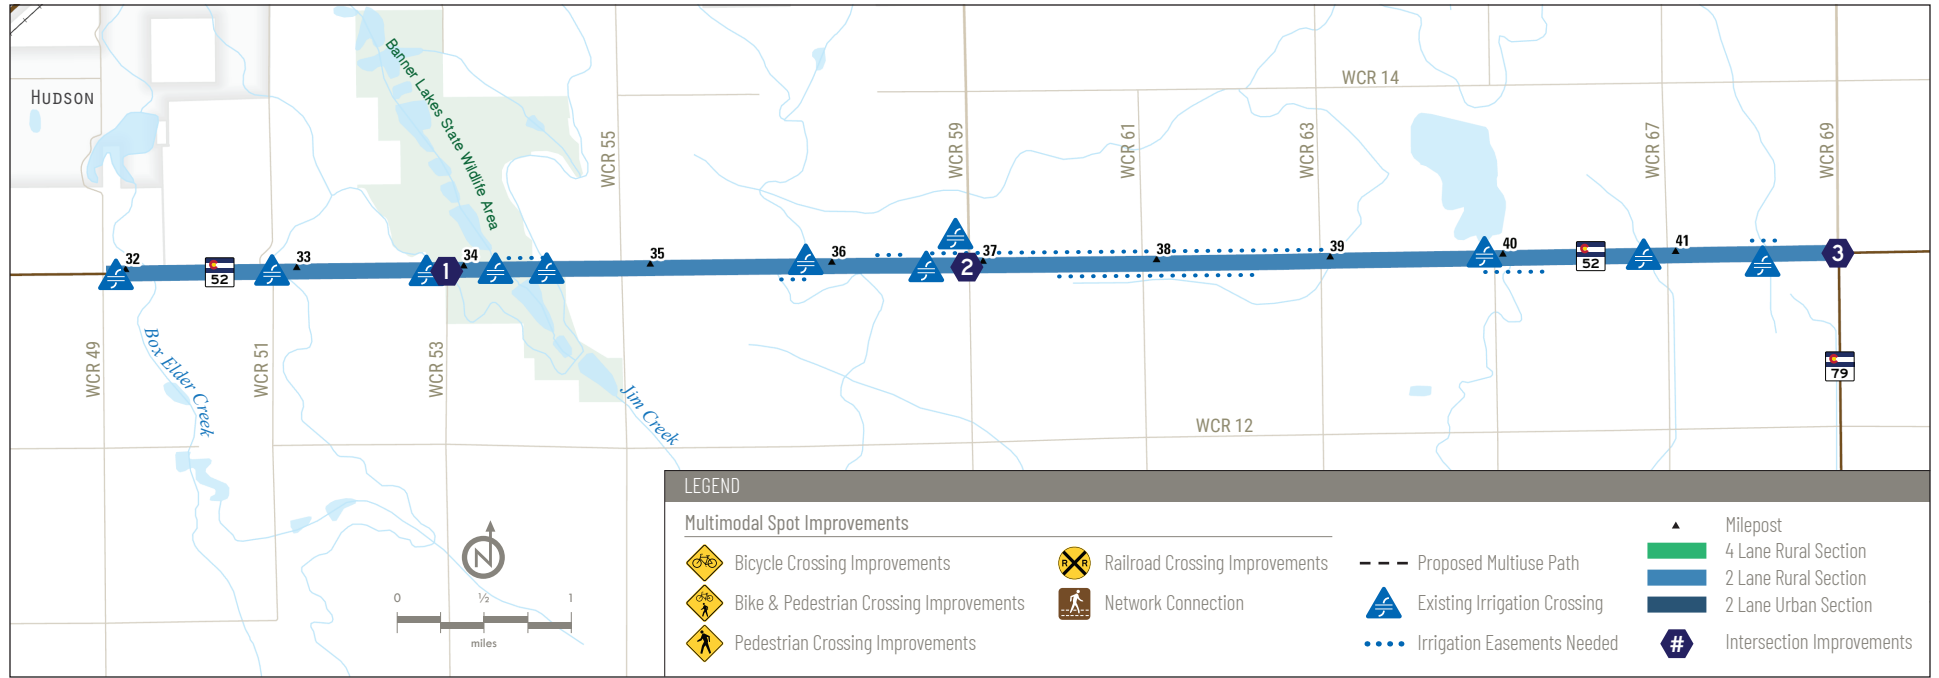 HUDSON
Banner Lakes State Wildlife Area
WCR 14
WCR 55
WCR 59
WCR 61
WCR 63
WCR 67
WCR 69
32
52
33
1
34
35
36
2
37
38
39
40
52
41
3
WCR 49
Box Elder Creek
WCR 51
WCR 53
Jim Creek
79
WCR 12
N
0 ½ 1
miles
LEGEND
Multimodal Spot Improvements
Bicycle Crossing Improvements
Bike & Pedestrian Crossing Improvements
Pedestrian Crossing Improvements
R R Railroad Crossing Improvements
Network Connection
Proposed Multiuse Path
Existing Irrigation Crossing
Irrigation Easements Needed
Milepost
4 Lane Rural Section
2 Lane Rural Section
2 Lane Urban Section
# Intersection Improvements